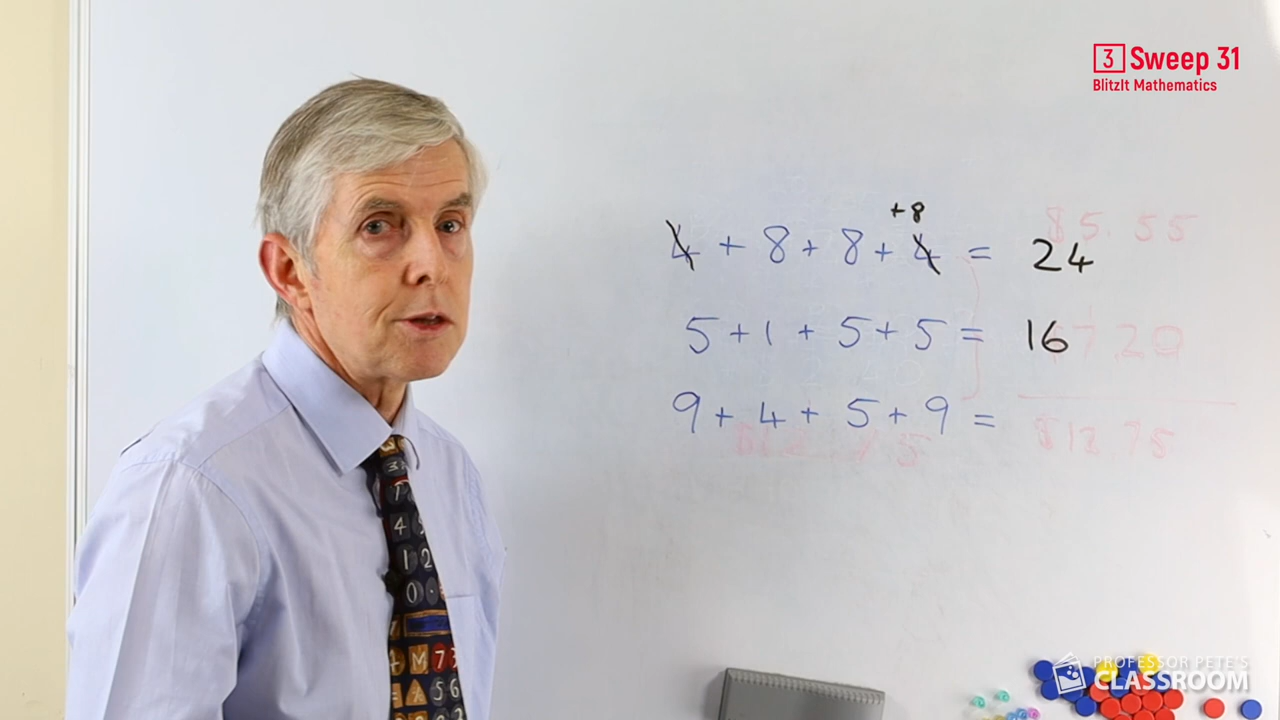 3 Sweep 31
BlitzIt Mathematics
+8
4 + 8 + 8 + 4 = 24
5 + 1 + 5 + 5 = 16
9 + 4 + 5 + 9 =
PROFESSOR PETE'S
CLASSROOM